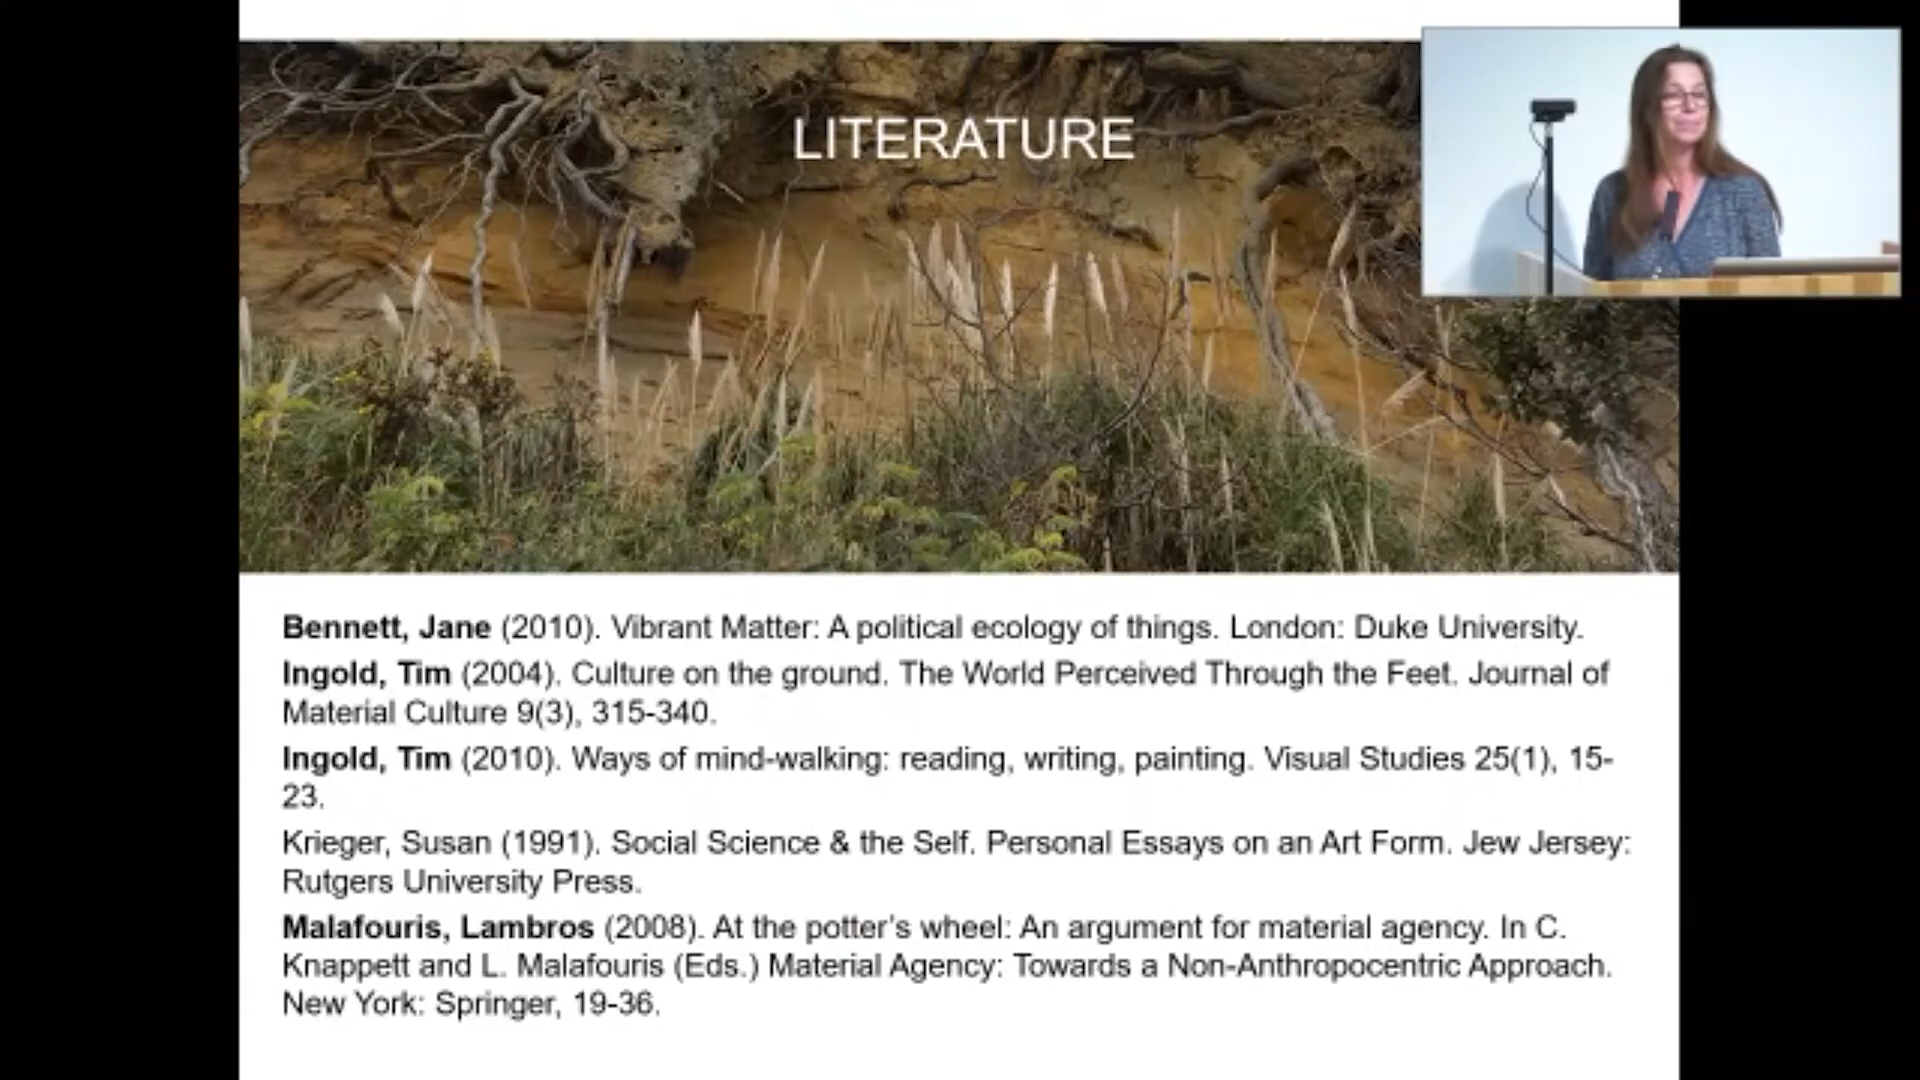 LITERATURE
Bennett, Jane (2010). Vibrant Matter: A political ecology of things. London: Duke University.
Ingold, Tim (2004). Culture on the ground. The World Perceived Through the Feet. Journal of
Material Culture 9(3), 315-340.
Ingold, Tim (2010). Ways of mind-walking: reading, writing, painting. Visual Studies 25(1), 15-
23.
Krieger, Susan (1991). Social Science & the Self. Personal Essays on an Art Form. Jew Jersey:
Rutgers University Press.
Malafouris, Lambros (2008). At the potter's wheel: An argument for material agency. In C.
Knappett and L. Malafouris (Eds.) Material Agency: Towards a Non-Anthropocentric Approach.
New York: Springer, 19-36.